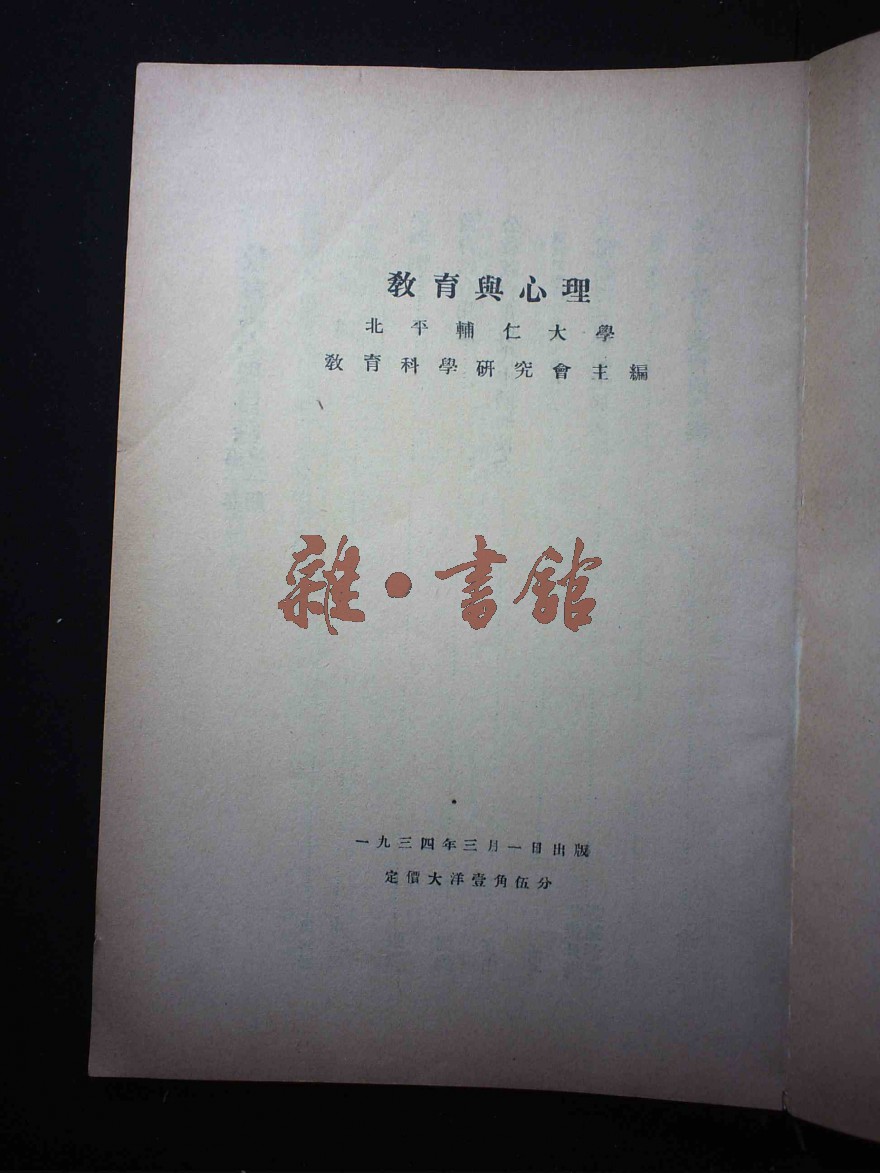 教育與心理
北平輔仁大學
教育科學研究會主編
雜·書館
一九三四年三月一日出版
定價大洋壹角伍分